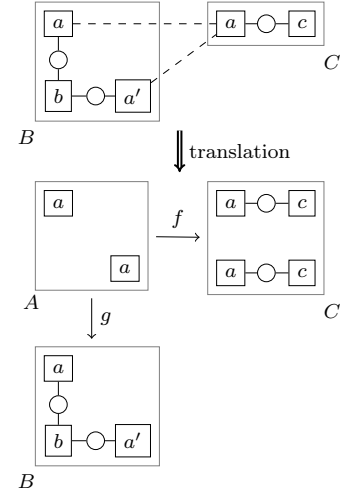 a a c
b a′
B C
translation
a a c
f
a a c
A C
g
a
b a′
B